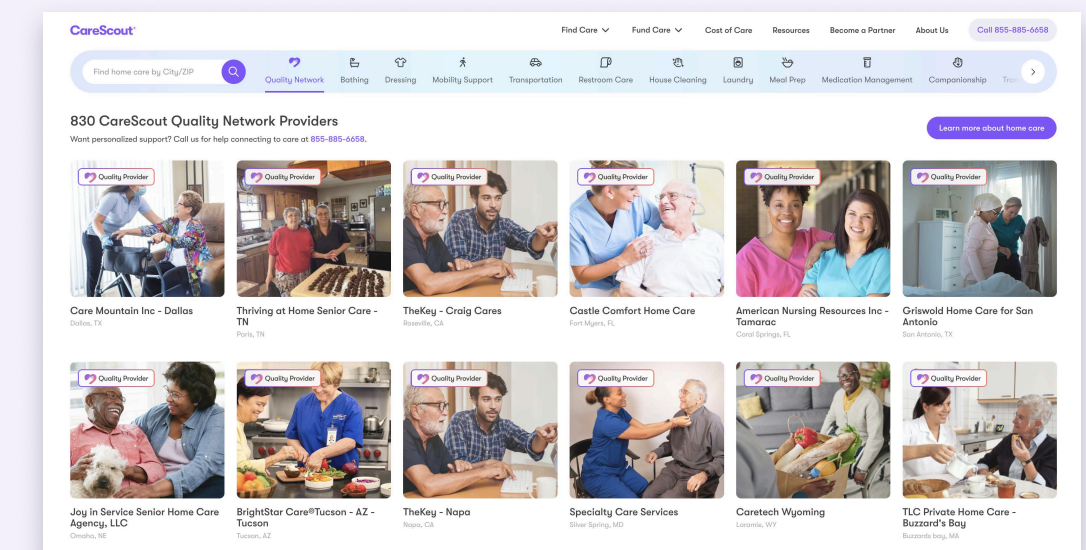 CareScout
Find Care
Fund Care
Cost of Care
Resources
Become a Partner
About Us
Call 855-885-6658
Find home care by City/ZIP
Quality Network
Bathing
Dressing
Mobility Support
Transportation
Restroom Care
House Cleaning
Laundry
Meal Prep
Medication Management
Companionship
830 CareScout Quality Network Providers
Want personalized support? Call us for help connecting to care at 855-885-6658.
Learn more about home care
Quality Provider
Quality Provider
Quality Provider
Quality Provider
Quality Provider
Quality Provider
Care Mountain Inc - Dallas
Dallas, TX
Thriving at Home Senior Care -
TN
Paris, TN
TheKey - Craig Cares
Roseville, CA
Castle Comfort Home Care
Fort Myers, FL
American Nursing Resources Inc -
Tamarac
Coral Springs, FL
Griswold Home Care for San
Antonio
San Antonio, TX
Quality Provider
Quality Provider
Quality Provider
Quality Provider
Quality Provider
Quality Provider
Joy in Service Senior Home Care
Agency, LLC
Omaha, NE
BrightStar Care®Tucson - AZ -
Tucson
Tucson, AZ
TheKey - Napa
Napa, CA
Specialty Care Services
Silver Spring, MD
Caretech Wyoming
Laramie, WY
TLC Private Home Care -
Buzzard's Bay
Buzzards bay, MA